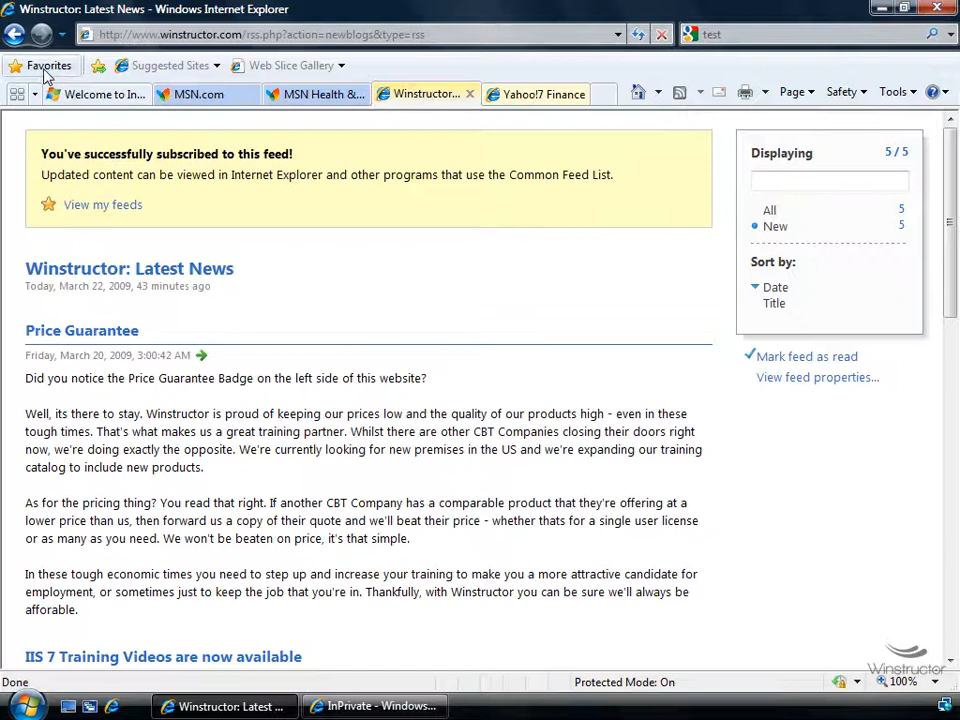 Winstructor: Latest News - Windows Internet Explorer
http://www.winstructor.com/rss.php?action=newblogs&type=rss
test
Favorites
Suggested Sites
Web Slice Gallery
Welcome to In...
MSN.com
MSN Health &...
Winstructor...
Yahoo!7 Finance
Page
Safety
Tools
You've successfully subscribed to this feed!
Updated content can be viewed in Internet Explorer and other programs that use the Common Feed List.
View my feeds
Displaying 5 / 5
All 5
New 5
Sort by:
Date
Title
Mark feed as read
View feed properties...
Winstructor: Latest News
Today, March 22, 2009, 43 minutes ago
Price Guarantee
Friday, March 20, 2009, 3:00:42 AM
Did you notice the Price Guarantee Badge on the left side of this website?
Well, its there to stay. Winstructor is proud of keeping our prices low and the quality of our products high - even in these
tough times. That's what makes us a great training partner. Whilst there are other CBT Companies closing their doors right
now, we're doing exactly the opposite. We're currently looking for new premises in the US and we're expanding our training
catalog to include new products.
As for the pricing thing? You read that right. If another CBT Company has a comparable product that they're offering at a
lower price than us, then forward us a copy of their quote and we'll beat their price - whether thats for a single user license
or as many as you need. We won't be beaten on price, it's that simple.
In these tough economic times you need to step up and increase your training to make you a more attractive candidate for
employment, or sometimes just to keep the job that you're in. Thankfully, with Winstructor you can be sure we'll always be
afforable.
IIS 7 Training Videos are now available
Winstructor
Done
Protected Mode: On
100%
Winstructor: Latest ...
InPrivate - Windows...